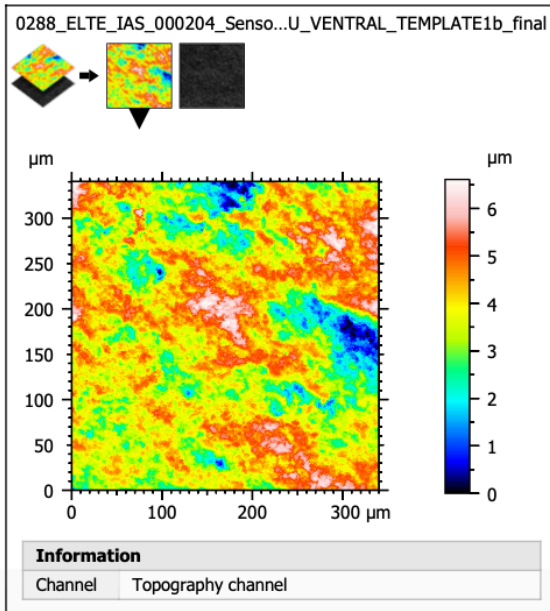 0288_ELTE_IAS_000204_Senso...U_VENTRAL_TEMPLATE1b_final
µm
µm
300
250
200
150
100
50
0
0
100
200
300 µm
6
5
4
3
2
1
0
Information
Channel Topography channel